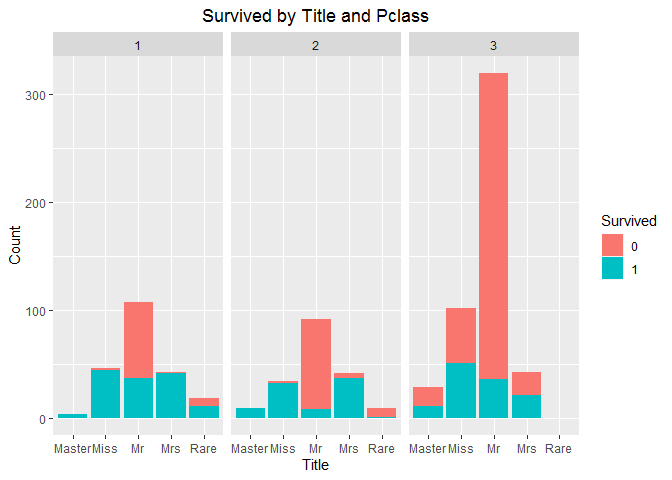 Survived by Title and Pclass
1 2 3
300
200
100
0
Count
Master Miss Mr Mrs Rare Master Miss Mr Mrs Rare Master Miss Mr Mrs Rare
Title
Survived
0
1